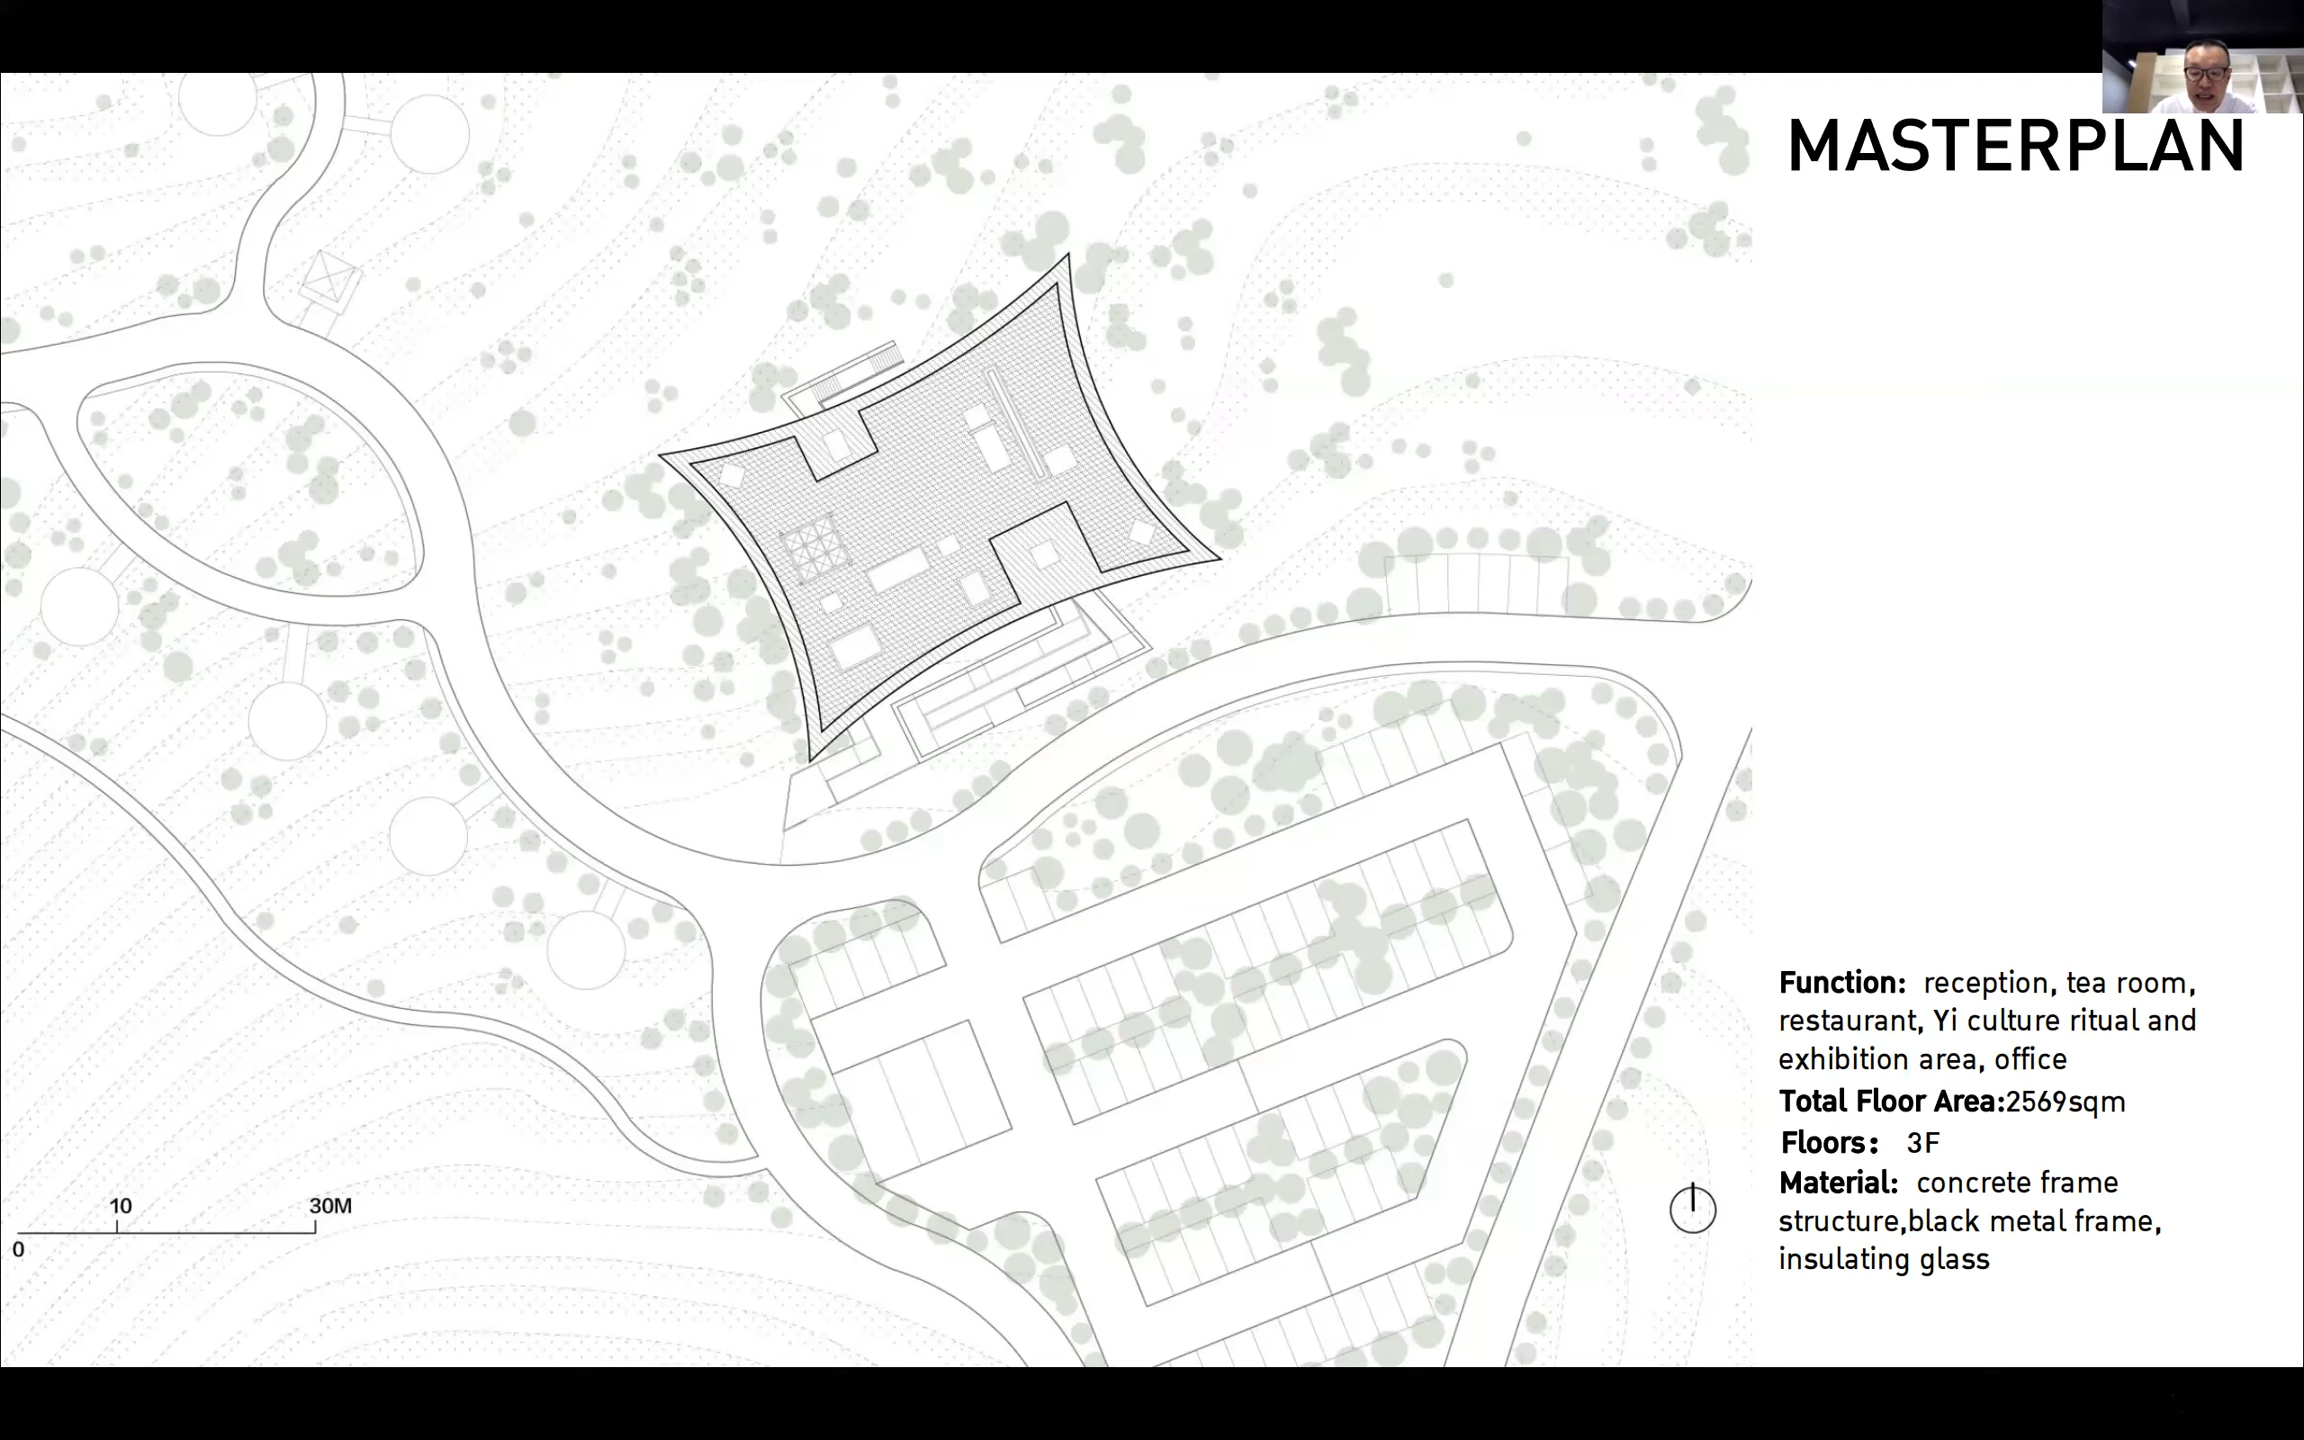 MASTERPLAN
Function: reception, tea room,
restaurant, Yi culture ritual and
exhibition area, office
Total Floor Area:2569sqm
Floors: 3F
Material: concrete frame
structure,black metal frame,
insulating glass
10 30M
0